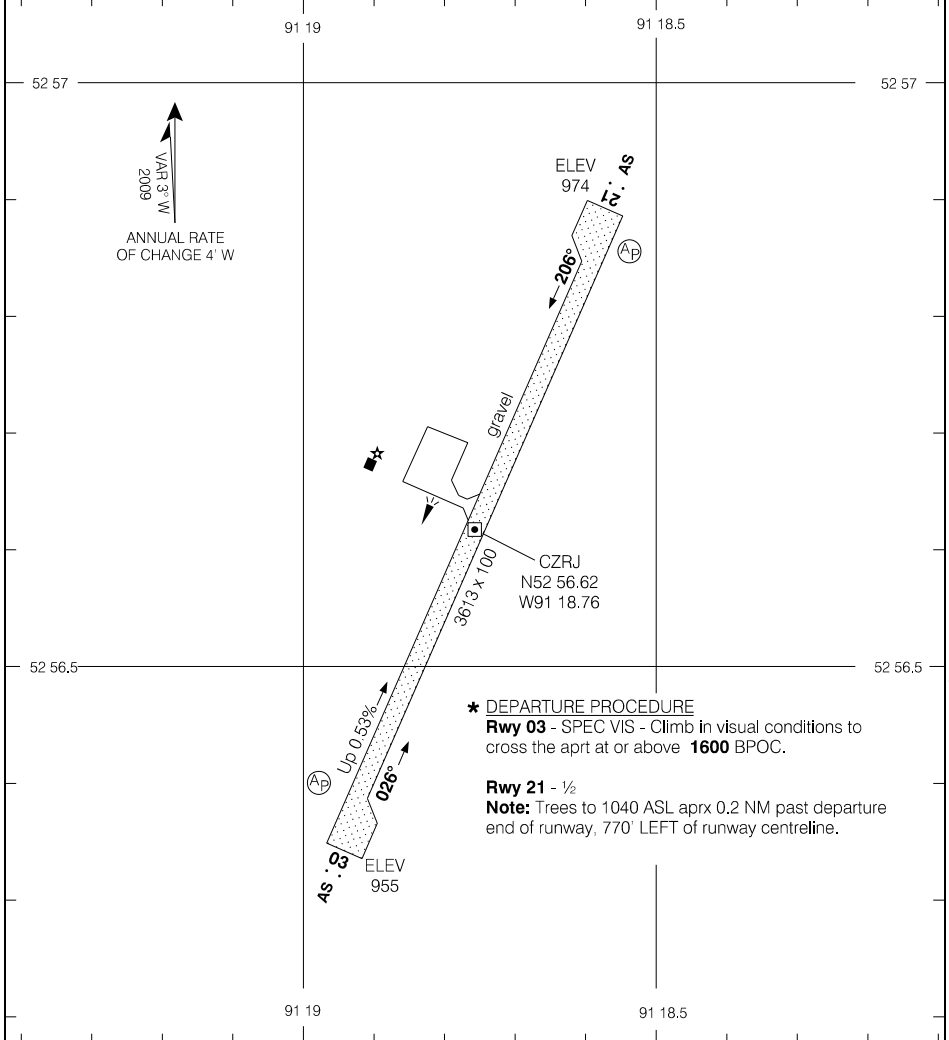 91 19
91 18.5
52 57
52 57
ELEV
974
AS
21
VAR 3° W
2009
ANNUAL RATE
OF CHANGE 4' W
AP
206°
gravel
CZRJ
N52 56.62
W91 18.76
3613 x 100
52 56.5
52 56.5
* DEPARTURE PROCEDURE
Rwy 03 - SPEC VIS - Climb in visual conditions to
cross the aprt at or above 1600 BPOC.
Rwy 21 - ½
Note: Trees to 1040 ASL aprx 0.2 NM past departure
end of runway, 770' LEFT of runway centreline.
Up 0.53%
026°
AP
03
AS
ELEV
955
91 19
91 18.5